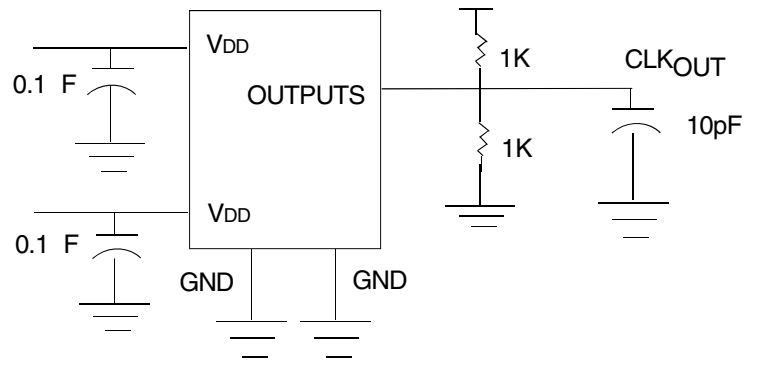 VDD
1K
CLKOUT
0.1 F
OUTPUTS
10pF
1K
VDD
0.1 F
GND
GND